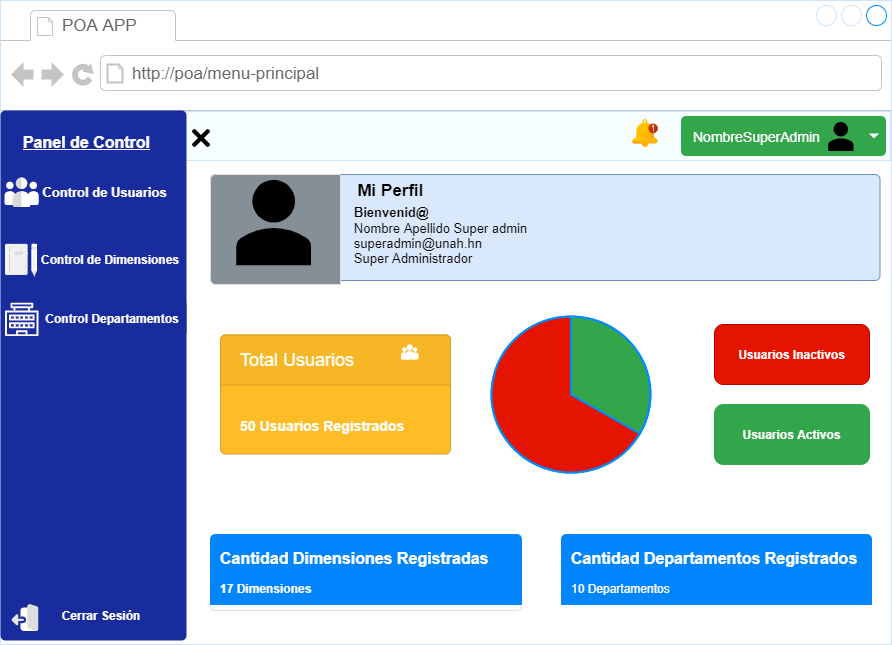 POA APP
http://poa/menu-principal
Panel de Control
1
NombreSuperAdmin
Control de Usuarios
Control de Dimensiones
Control Departamentos
Cerrar Sesión
Mi Perfil
Bienvenid@
Nombre Apellido Super admin
superadmin@unah.hn
Super Administrador
Total Usuarios
50 Usuarios Registrados
Usuarios Inactivos
Usuarios Activos
Cantidad Dimensiones Registradas
17 Dimensiones
Cantidad Departamentos Registrados
10 Departamentos